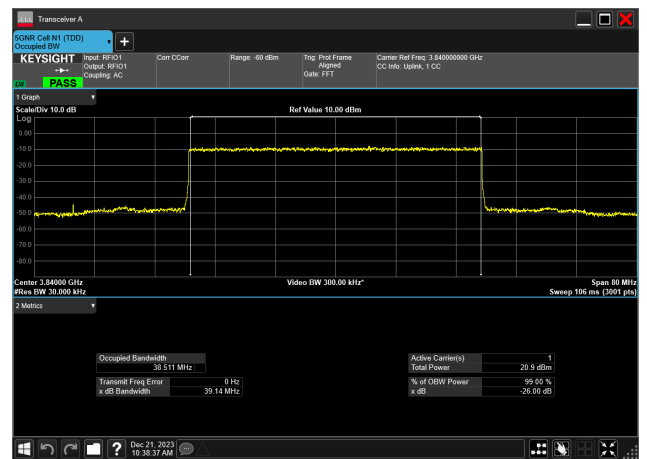 Transceiver A
5GNR Cell N1 (TDD)
Occupied BW
KEYSIGHT
Input: RFIO1
Output: RFIO1
Coupling: AC
Corr CCorr
Range: -60 dBm
Trig: Prot Frame
Aligned
Gate: FFT
Carrier Ref Freq: 3.840000000 GHz
CC Info: Uplink, 1 CC
PASS
1 Graph
Scale/Div 10.0 dB
Ref Value 10.00 dBm
Log
0.00
-10.0
-20.0
-30.0
-40.0
-50.0
-60.0
-70.0
-80.0
Center 3.84000 GHz
Video BW 300.00 kHz*
Span 80 MHz
#Res BW 30.000 kHz
Sweep 106 ms (3001 pts)
2 Metrics
Occupied Bandwidth
38.511 MHz
Transmit Freq Error 0 Hz
x dB Bandwidth 39.14 MHz
Active Carrier(s) 1
Total Power 20.9 dBm
% of OBW Power 99.00 %
x dB -26.00 dB
Dec 21, 2023
10:38:37 AM